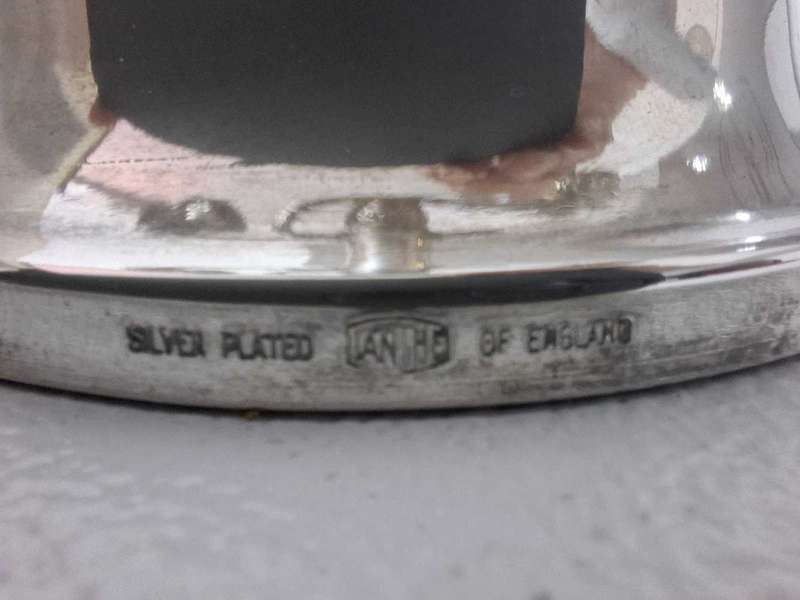 SILVER PLATED IANTHE OF ENGLAND